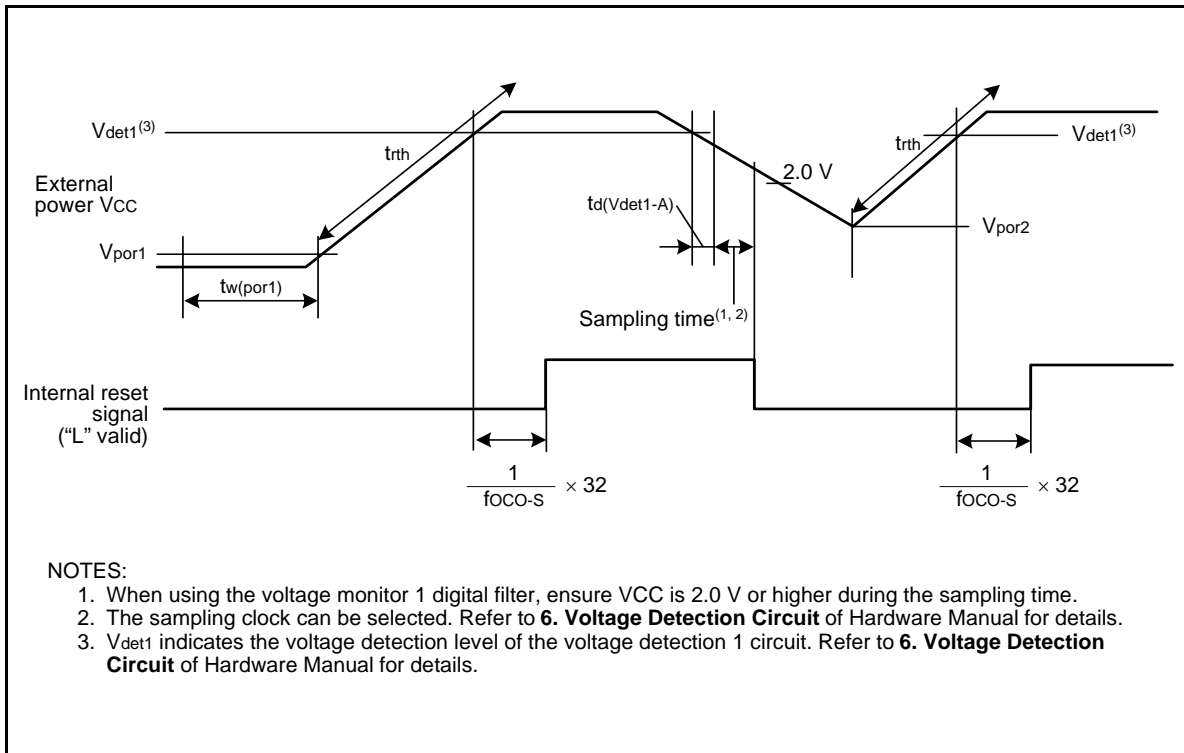 Vdet1(3)
trth
External
power VCC
Vpor1
tw(por1)
td(Vdet1-A)
2.0 V
trth
Vdet1(3)
Vpor2
Sampling time(1, 2)
Internal reset
signal
(“L” valid)
1
fOCO-S
× 32
1
fOCO-S
× 32
NOTES:
1. When using the voltage monitor 1 digital filter, ensure VCC is 2.0 V or higher during the sampling time.
2. The sampling clock can be selected. Refer to 6. Voltage Detection Circuit of Hardware Manual for details.
3. Vdet1 indicates the voltage detection level of the voltage detection 1 circuit. Refer to 6. Voltage Detection
Circuit of Hardware Manual for details.